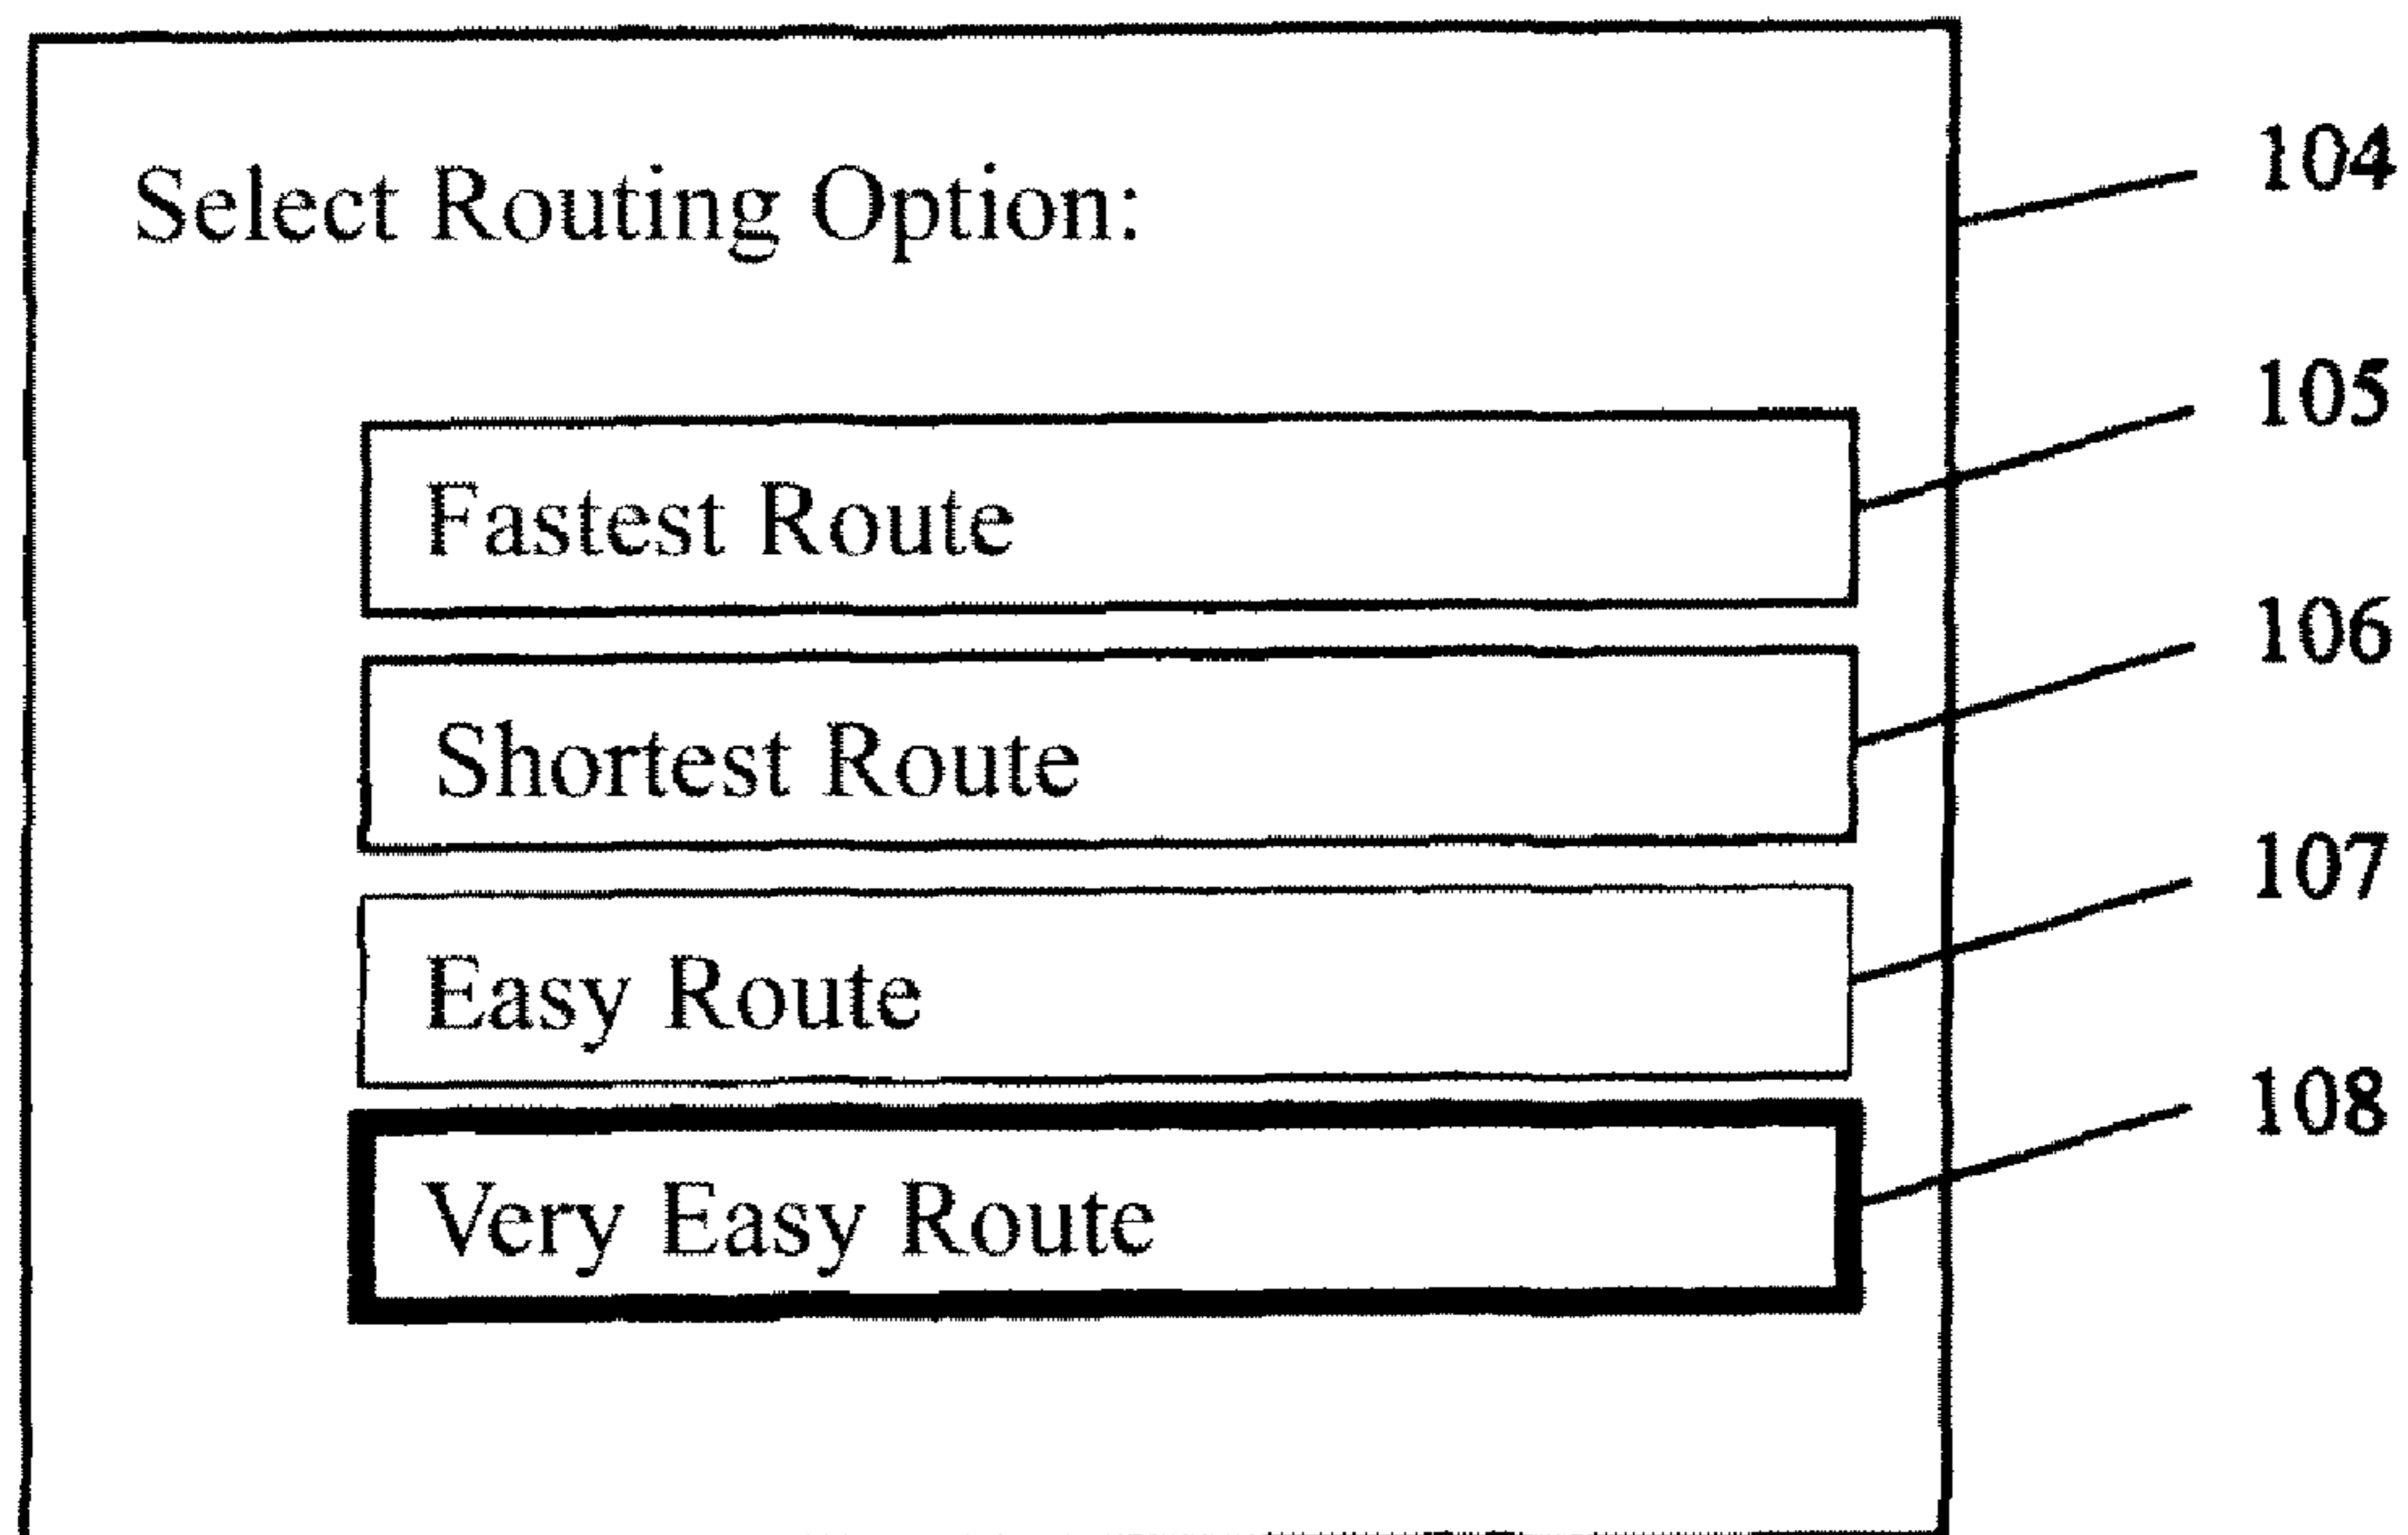 Select Routing Option:
104
Fastest Route
105
Shortest Route
106
Easy Route
107
Very Easy Route
108